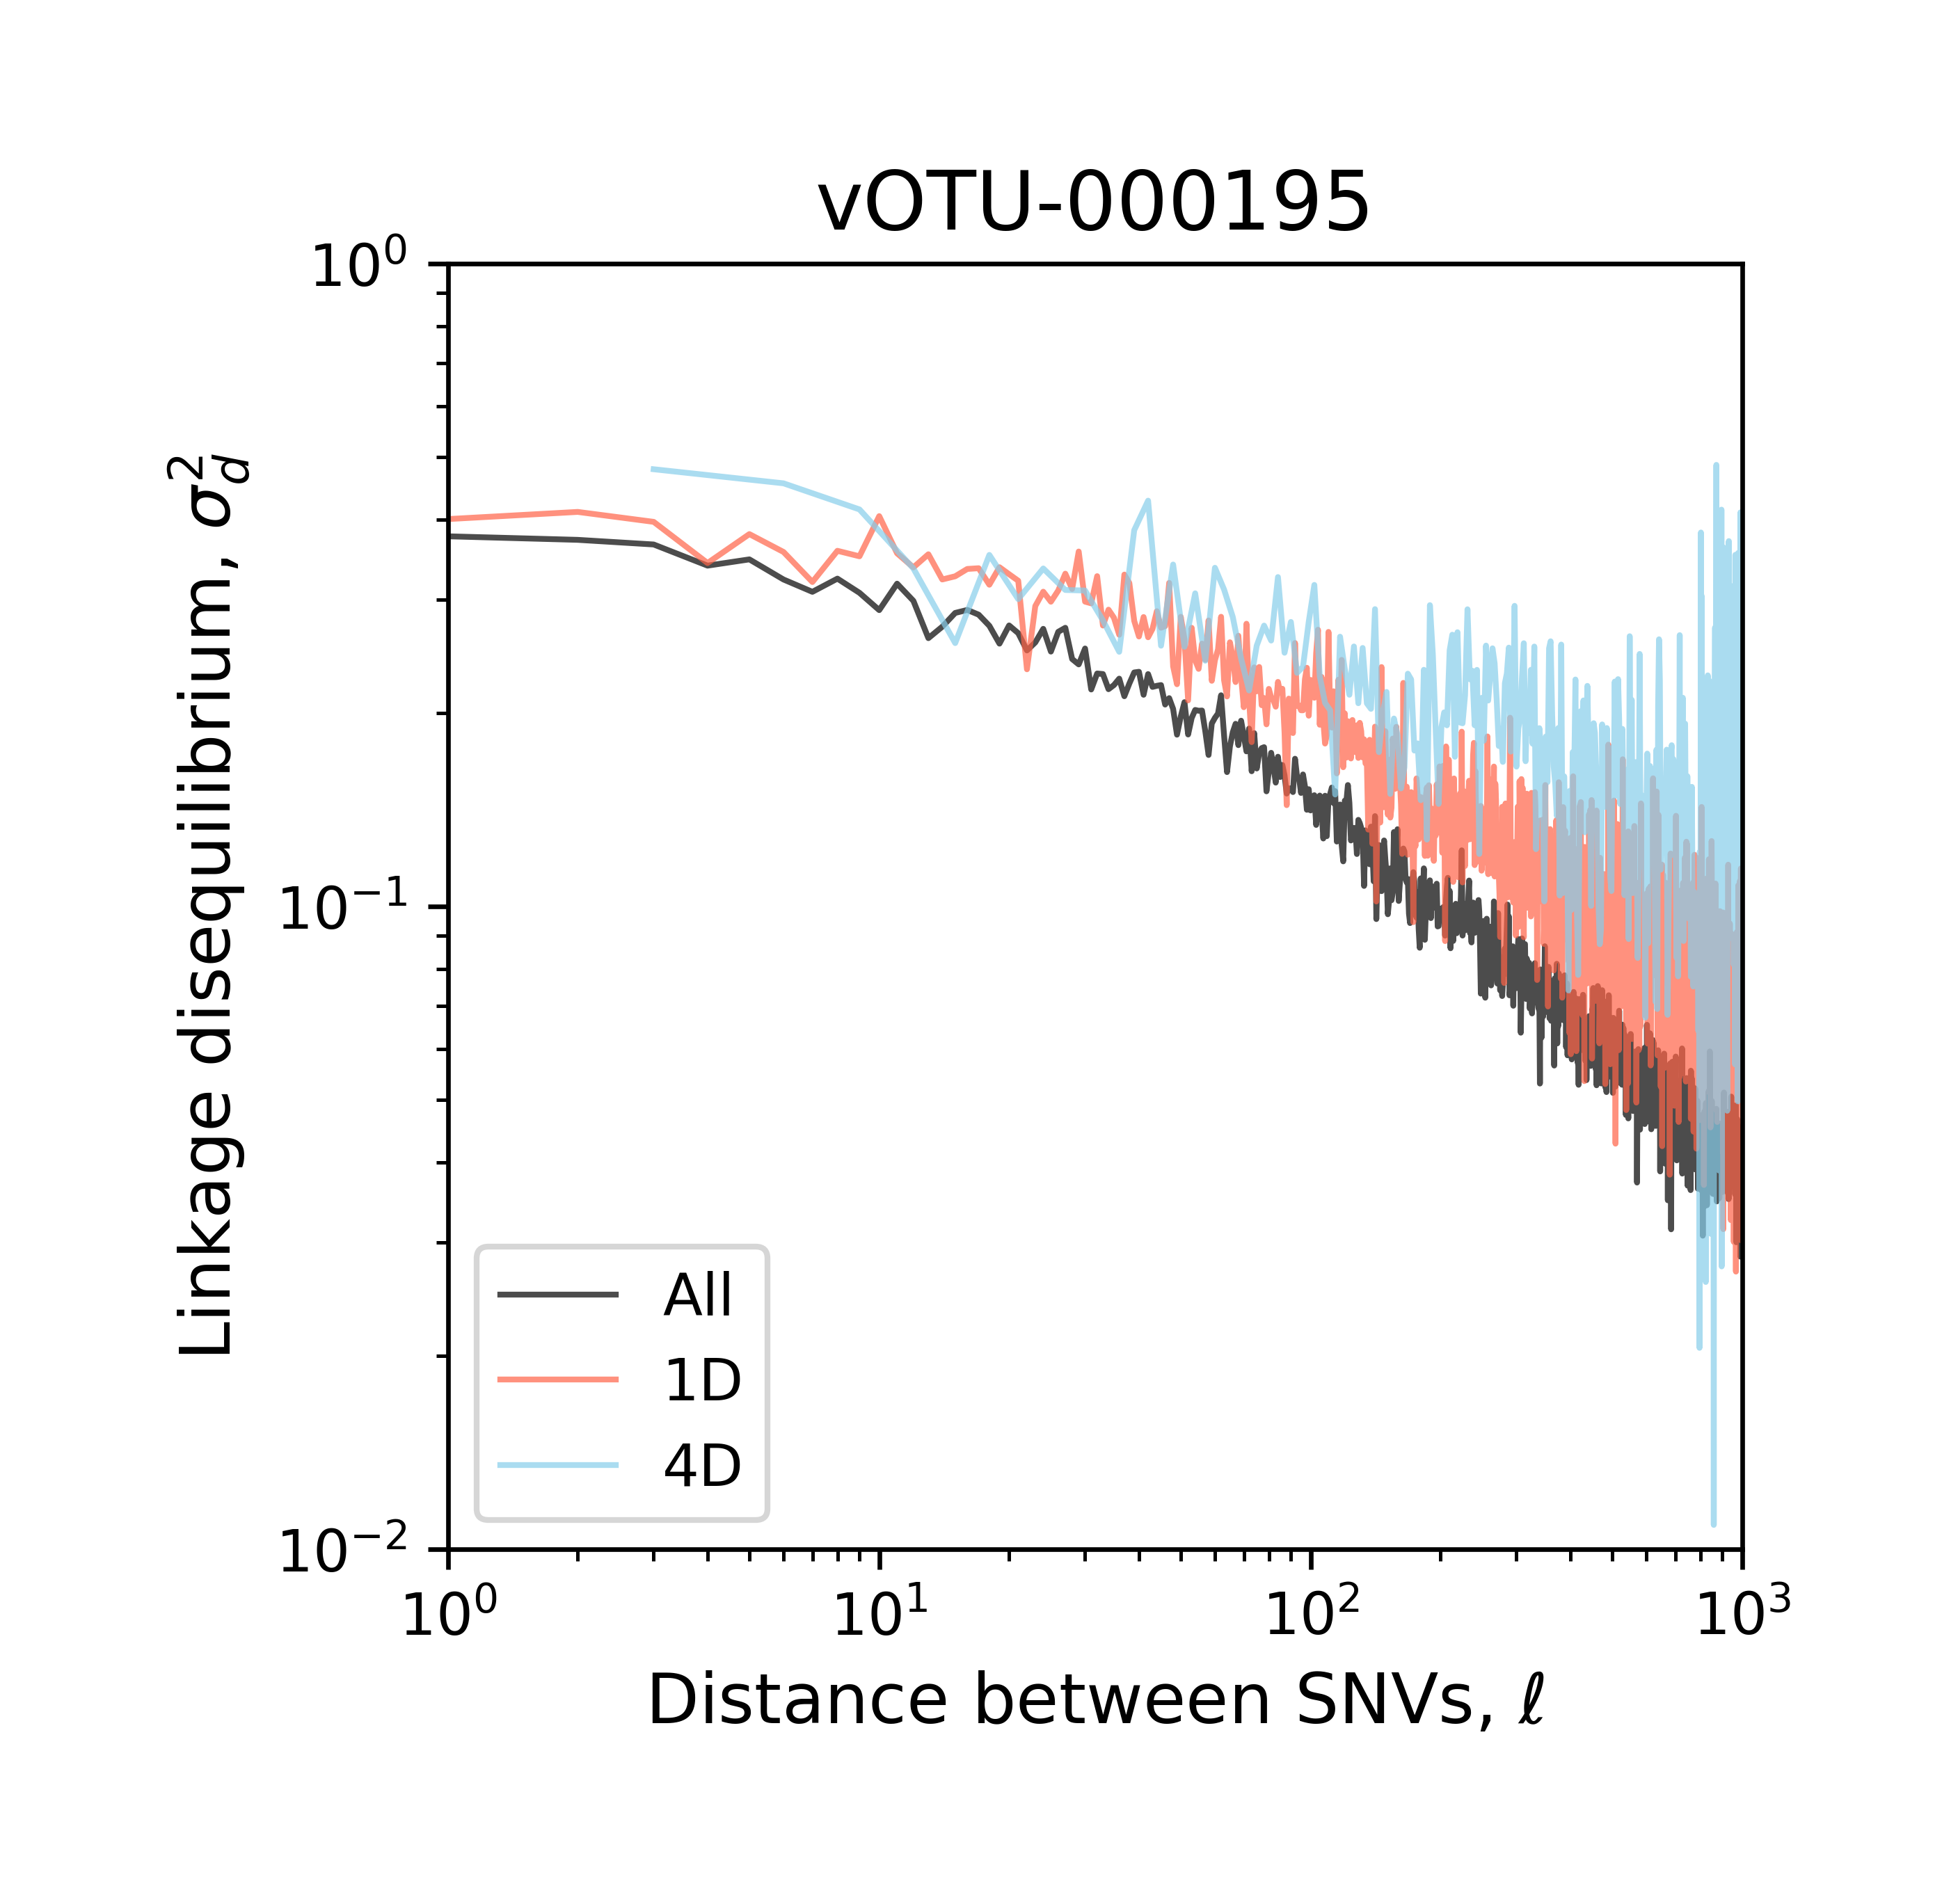 vOTU-000195
10⁰
10⁻¹
10⁻²
Linkage disequilibrium, σ²_d
All
1D
4D
10⁰ 10¹ 10² 10³
Distance between SNVs, ℓ